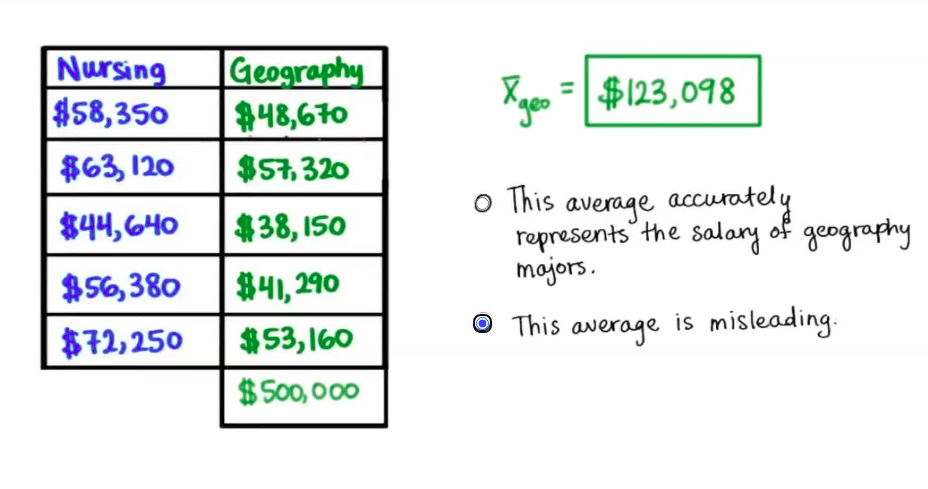 Nursing Geography
$58,350 $48,670
$63,120 $57,320
$44,640 $38,150
$56,380 $41,290
$72,250 $53,160
$500,000
x̄geo = $123,098
This average accurately
represents the salary of geography
majors.
This average is misleading.